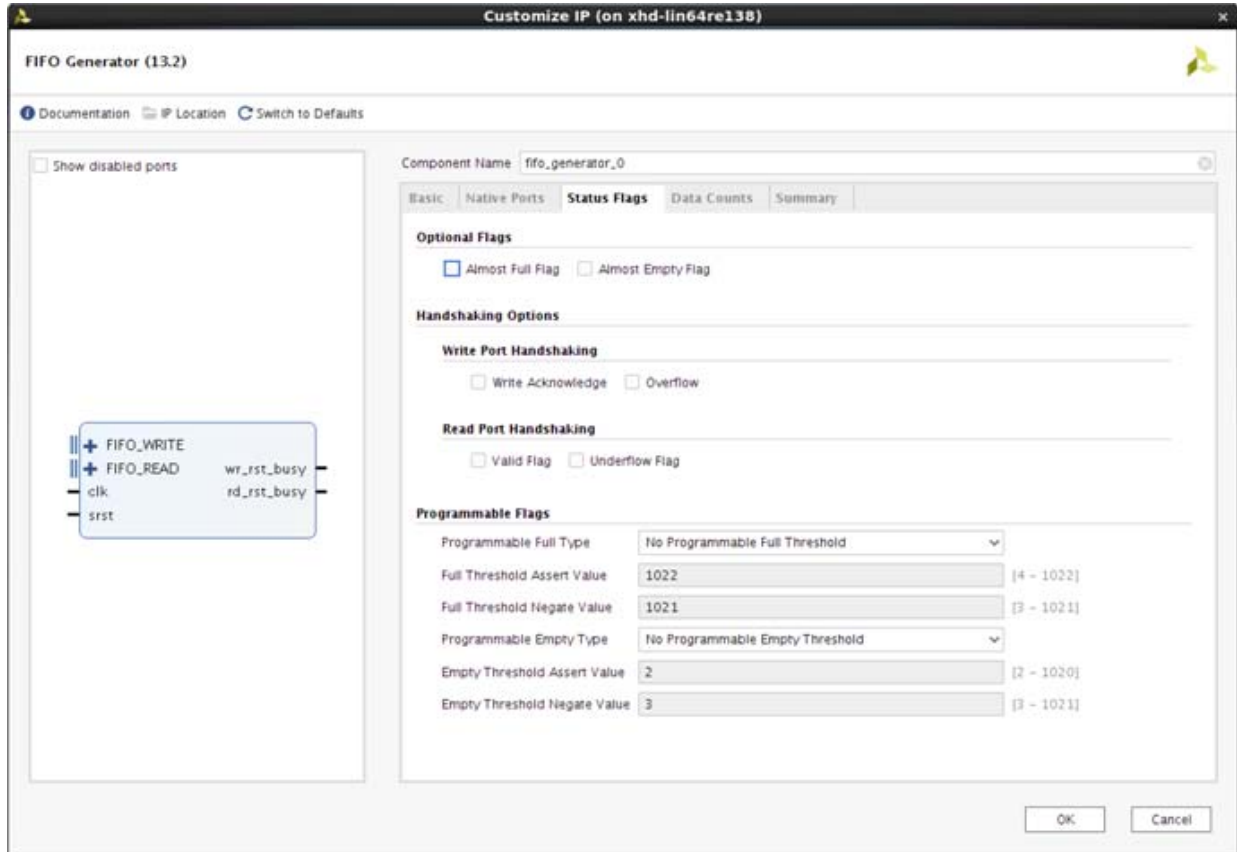 Customize IP (on xhd-lin64re138)
FIFO Generator (13.2)
Documentation IP Location Switch to Defaults
Show disabled ports
FIFO_WRITE
FIFO_READ wr_rst_busy
clk rd_rst_busy
srst
Component Name fifo_generator_0
Basic Native Ports Status Flags Data Counts Summary
Optional Flags
Almost Full Flag Almost Empty Flag
Handshaking Options
Write Port Handshaking
Write Acknowledge Overflow
Read Port Handshaking
Valid Flag Underflow Flag
Programmable Flags
Programmable Full Type No Programmable Full Threshold
Full Threshold Assert Value 1022 [4 - 1022]
Full Threshold Negate Value 1021 [3 - 1021]
Programmable Empty Type No Programmable Empty Threshold
Empty Threshold Assert Value 2 [2 - 1020]
Empty Threshold Negate Value 3 [3 - 1021]
OK Cancel